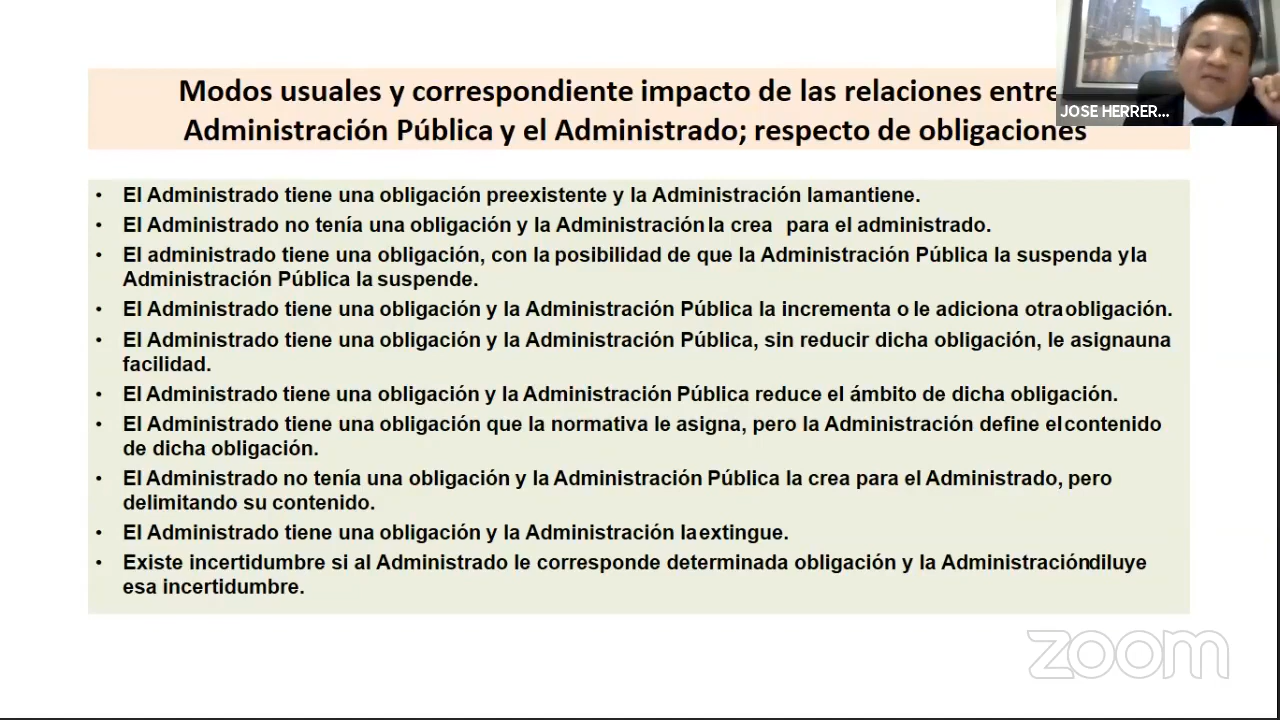 Modos usuales y correspondiente impacto de las relaciones entre
Administración Pública y el Administrado; respecto de obligaciones
JOSE HERRER...
• El Administrado tiene una obligación preexistente y la Administración lamantiene.
• El Administrado no tenía una obligación y la Administración la crea para el administrado.
• El administrado tiene una obligación, con la posibilidad de que la Administración Pública la suspenda y la
Administración Pública la suspende.
• El Administrado tiene una obligación y la Administración Pública la incrementa o le adiciona otra obligación.
• El Administrado tiene una obligación y la Administración Pública, sin reducir dicha obligación, le asignauna
facilidad.
• El Administrado tiene una obligación y la Administración Pública reduce el ámbito de dicha obligación.
• El Administrado tiene una obligación que la normativa le asigna, pero la Administración define el contenido
de dicha obligación.
• El Administrado no tenía una obligación y la Administración Pública la crea para el Administrado, pero
delimitando su contenido.
• El Administrado tiene una obligación y la Administración la extingue.
• Existe incertidumbre si al Administrado le corresponde determinada obligación y la Administración diluye
esa incertidumbre.
zoom